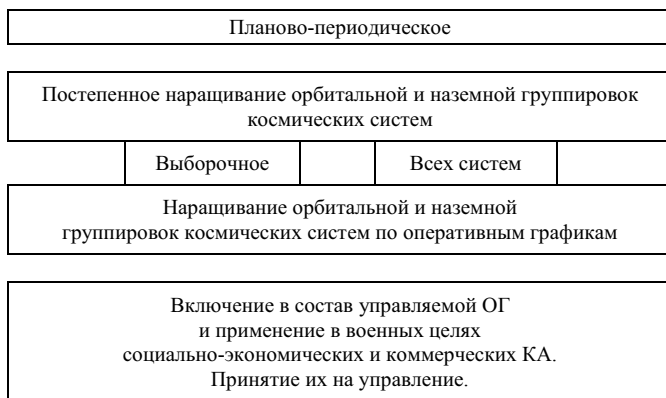 Планово-периодическое
Постепенное наращивание орбитальной и наземной группировок
космических систем
Выборочное
Всех систем
Наращивание орбитальной и наземной
группировок космических систем по оперативным графикам
Включение в состав управляемой ОГ
и применение в военных целях
социально-экономических и коммерческих КА.
Принятие их на управление.